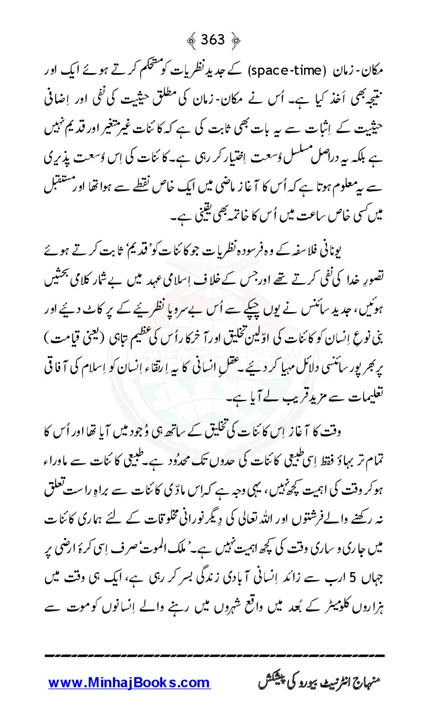 ﴿ 363 ﴾
مکان-زمان (space-time) کے جدید نظریات کو مستحکم کرتے ہوئے ایک اور
نتیجہ بھی اَخذ کیا ہے۔ اُس نے مکان-زمان کی مطلق حیثیت کی نفی اور اِضافی
حیثیت کے اِثبات سے یہ بات بھی ثابت کی ہے کہ کائنات غیر متغیر اور قدیم نہیں
ہے بلکہ یہ دراصل مسلسل وُسعت اِختیار کر رہی ہے۔ کائنات کی اِس وُسعت پذیری
سے یہ معلوم ہوتا ہے کہ اُس کا آغاز ماضی میں ایک خاص نقطے سے ہوا تھا اور مستقبل
میں کسی خاص ساعت میں اُس کا خاتمہ بھی یقینی ہے۔
یونانی فلاسفہ کے وہ فرسودہ نظریات جو کائنات کو ’قدیم‘ ثابت کرتے ہوئے
تصورِ خدا کی نفی کرتے تھے اور جس کے خلاف اِسلامی عہد میں بے شمار کلامی بحثیں
ہوئیں، جدید سائنس نے یوں چپکے سے اُس بے سروپا نظریئے کے پر کاٹ دیئے اور
بنی نوعِ اِنسان کو کائنات کی اوّلین تخلیق اور آخرکار اُس کی عظیم تباہی (یعنی قیامت)
پر بھرپور سائنسی دلائل مہیا کر دیئے۔ عقلِ اِنسانی کا یہ اِرتقاء اِنسان کو اِسلام کی آفاقی
تعلیمات سے مزید قریب لے آیا ہے۔
وقت کا آغاز اِس کائنات کی تخلیق کے ساتھ ہی وُجود میں آیا تھا اور اُس کا
تمام تر بہاؤ فقط اِسی طبیعی کائنات کی حدوں تک محدُود ہے۔ طبیعی کائنات سے ماوراء
ہو کر وقت کی اہمیت کچھ نہیں، یہی وجہ ہے کہ اِس مادّی کائنات سے براہِ راست تعلق
نہ رکھنے والے فرشتوں اور اللہ تعالی کی دِیگر نورانی مخلوقات کے لئے ہماری کائنات
میں جاری و ساری وقت کی کچھ اہمیت نہیں ہے۔ ’ملک الموت‘ صرف اِسی کرۂ ارضی پر
جہاں 5 ارب سے زائد اِنسانی آبادی زِندگی بسر کر رہی ہے، ایک ہی وقت میں
ہزاروں کلومیٹر کے بُعد میں واقع شہروں میں رہنے والے اِنسانوں کو موت سے
منہاج انٹرنیٹ بیورو کی پیشکش
www.MinhajBooks.com